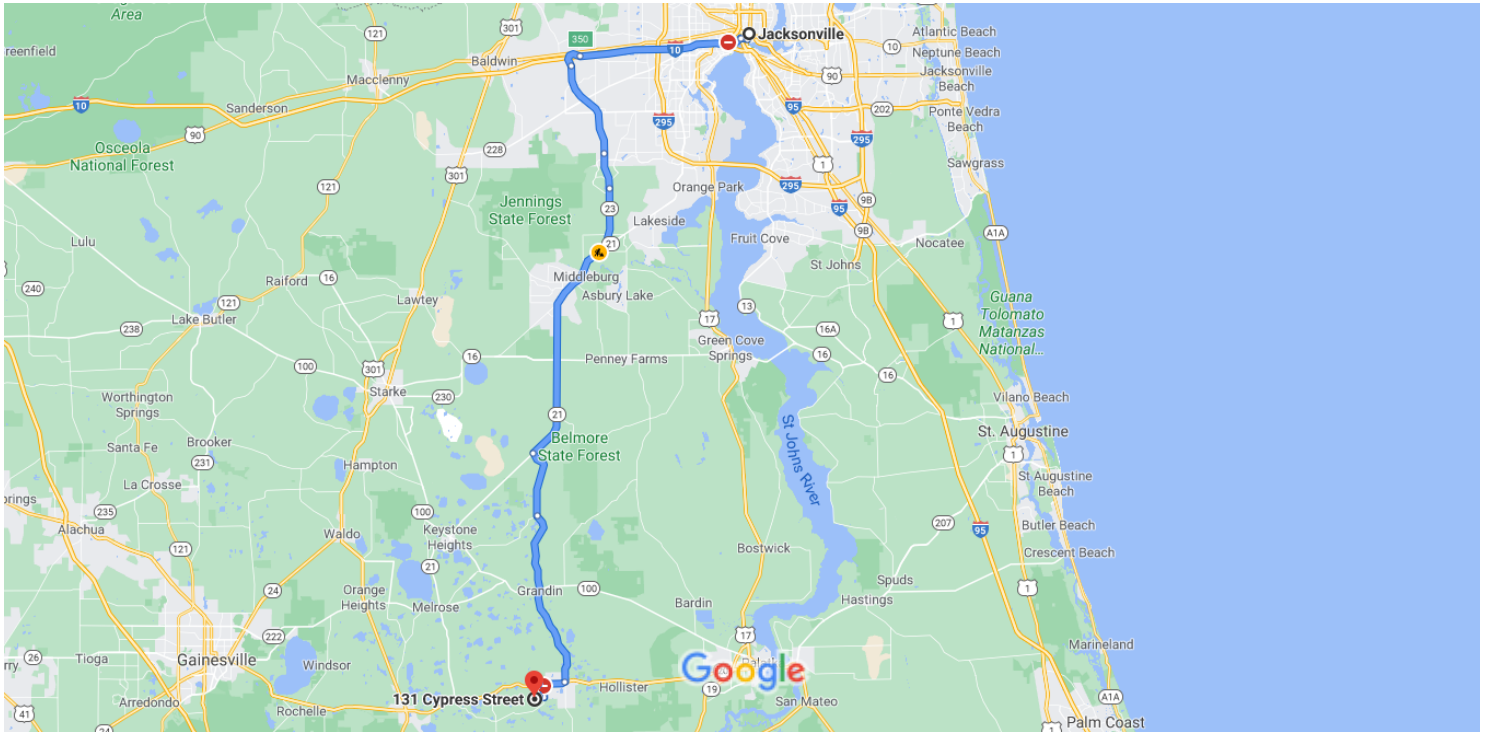 Area
301
121
350
Jacksonville
Atlantic Beach
10
10
Neptune Beach
Baldwin
Macclenny
90
Jacksonville
Beach
10
Sanderson
90
295
95
202
Ponte Vedra
Beach
Osceola
National Forest
228
301
1
295
Sawgrass
121
Orange Park
295
Jennings
State Forest
23
Lakeside
95
9B
Lulu
21
Fruit Cove
9B
Nocatee
A1A
St Johns
Middleburg
Raiford
16
Asbury Lake
240
121
Lawtey
13
Guana
Tolomato
Matanzas
National...
Lake Butler
238
17
16A
1
Green Cove
Springs
16
16
Penney Farms
100
301
16
Starke
230
Worthington
Springs
Vilano Beach
21
St. Augustine
Santa Fe
Brooker
231
Belmore
State Forest
St Johns River
1
Hampton
St Augustine
Beach
La Crosse
235
100
207
Butler Beach
Alachua
Waldo
Keystone
Heights
95
121
Bostwick
Crescent Beach
21
Spuds
24
Orange
Heights
Melrose
Grandin
100
1
Bardin
Hastings
222
17
Marineland
26
Tioga
Gainesville
Windsor
Google
Hollister
19
131 Cypress Street
San Mateo
A1A
Arredondo
Rochelle
41
24
Palm Coast